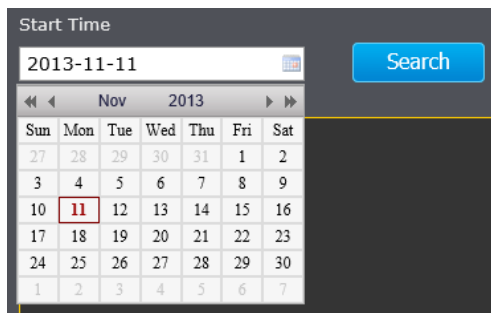 Start Time
2013-11-11
Search
Nov 2013
Sun Mon Tue Wed Thu Fri Sat
27 28 29 30 31 1 2
3 4 5 6 7 8 9
10 11 12 13 14 15 16
17 18 19 20 21 22 23
24 25 26 27 28 29 30
1 2 3 4 5 6 7